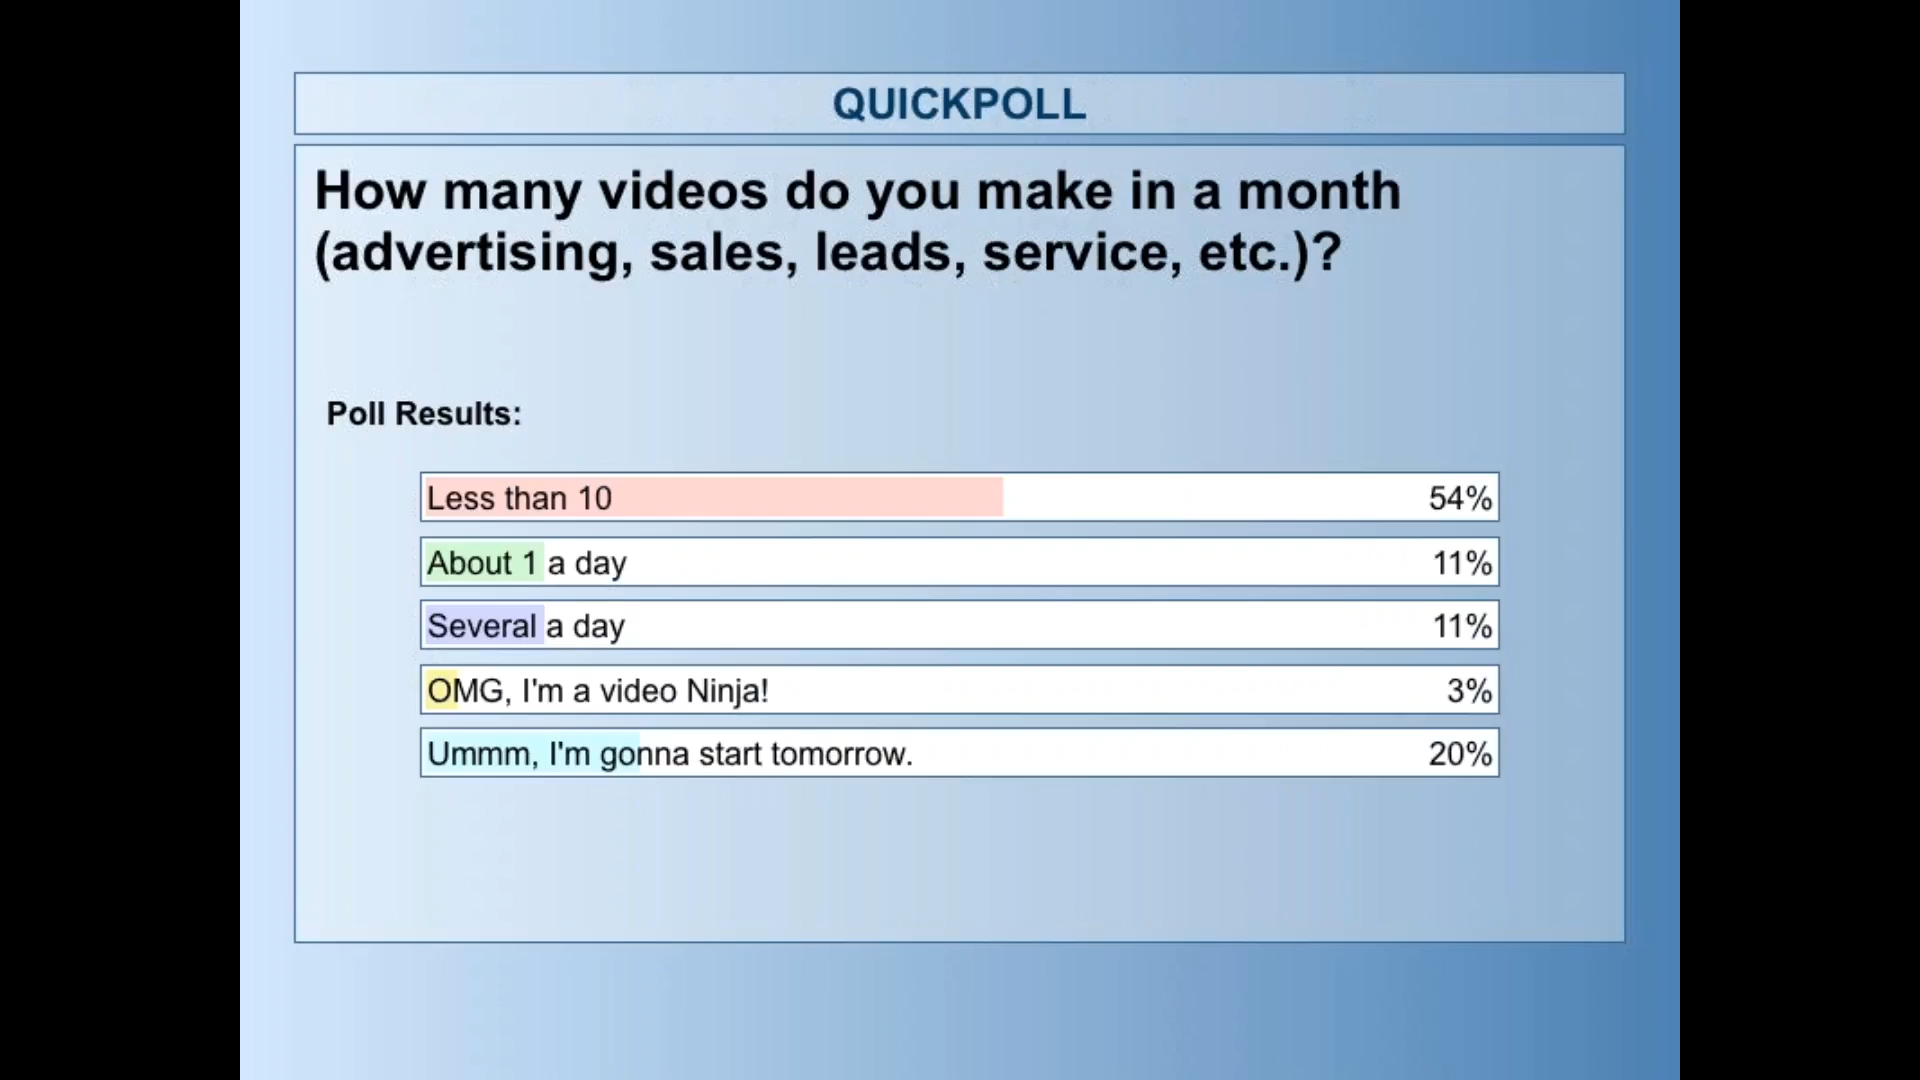 QUICKPOLL
How many videos do you make in a month
(advertising, sales, leads, service, etc.)?
Poll Results:
Less than 10 54%
About 1 a day 11%
Several a day 11%
OMG, I'm a video Ninja! 3%
Ummm, I'm gonna start tomorrow. 20%